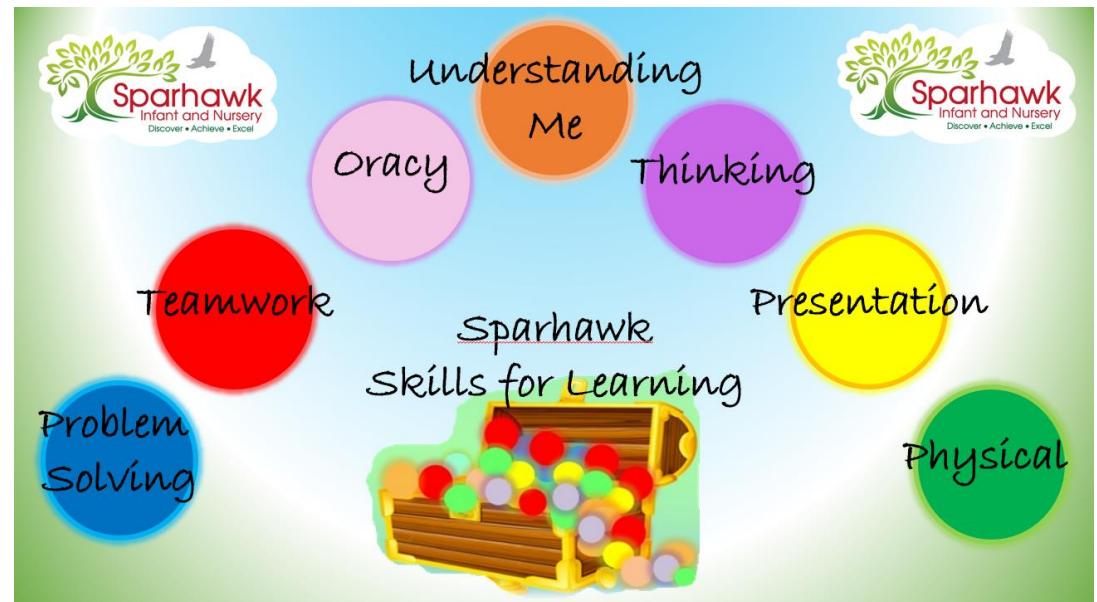 Sparhawk
Infant and Nursery
Discover • Achieve • Excel
Understanding
Me
Sparhawk
Infant and Nursery
Discover • Achieve • Excel
Oracy
Thinking
Teamwork
Presentation
Sparhawk
Skills for Learning
Problem
Solving
Physical